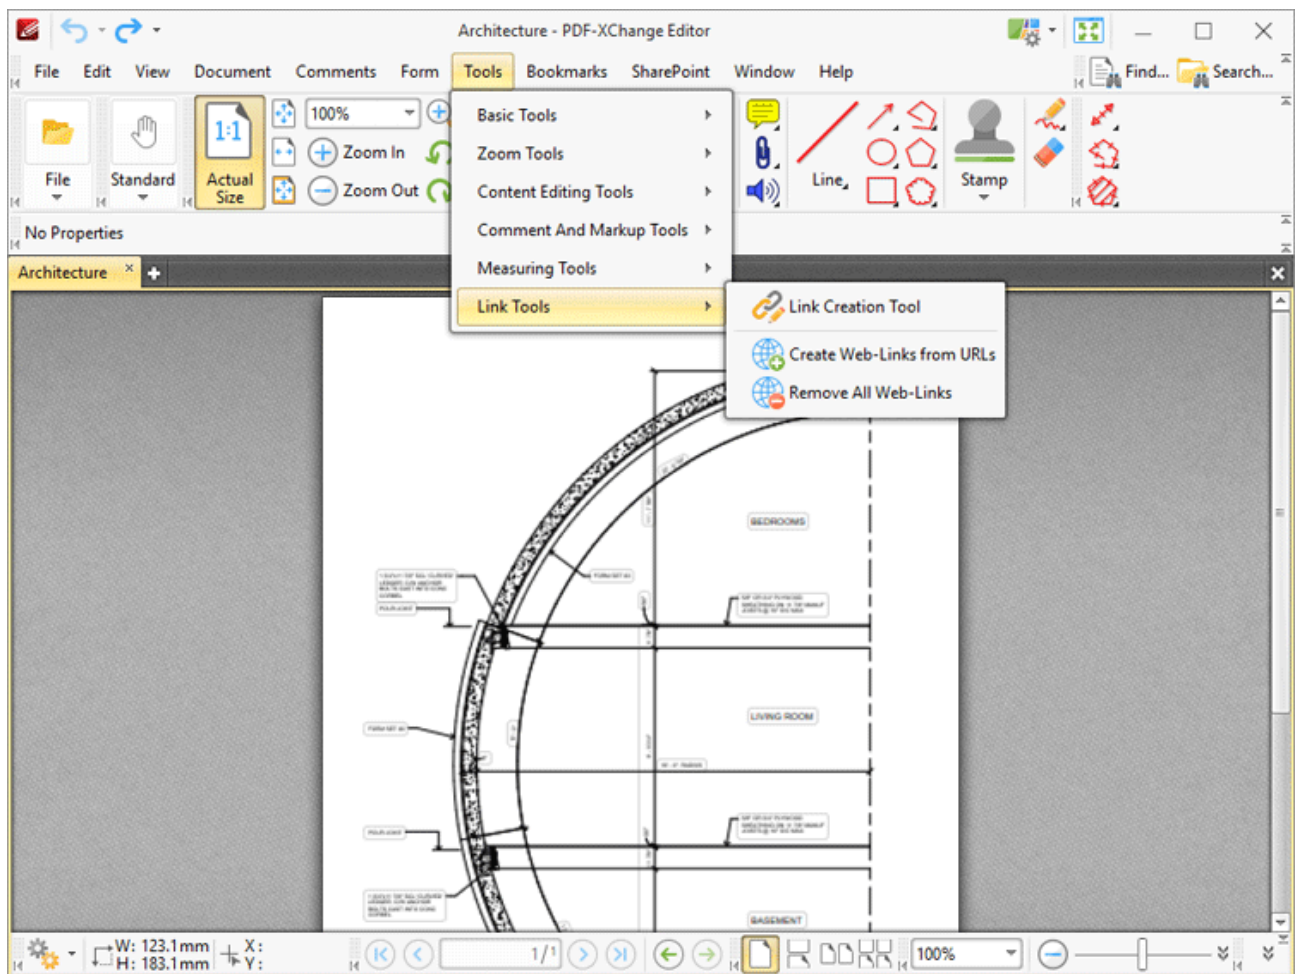 Architecture - PDF-XChange Editor
File Edit View Document Comments Form Tools Bookmarks SharePoint Window Help
Find... Search...
100%
1:1
Zoom In
Zoom Out
File
Standard
Actual
Size
Line
Stamp
Basic Tools
Zoom Tools
Content Editing Tools
Comment And Markup Tools
Measuring Tools
Link Tools
Link Creation Tool
Create Web-Links from URLs
Remove All Web-Links
No Properties
Architecture
BEDROOMS
LIVING ROOM
BASEMENT
W: 123.1mm
H: 183.1mm
X:
Y:
1/1
100%